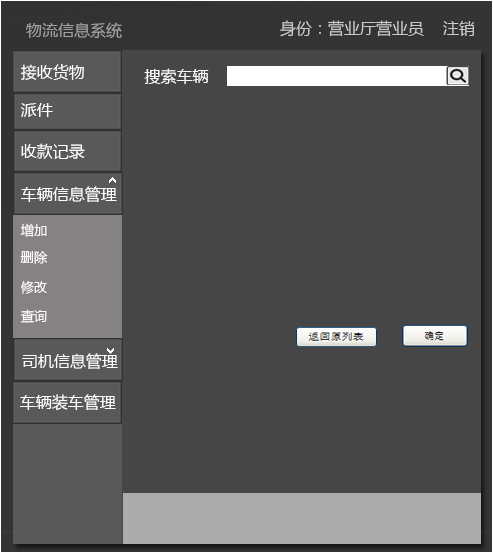 物流信息系统
身份：营业厅营业员 注销
接收货物
派件
收款记录
车辆信息管理
增加
删除
修改
查询
司机信息管理
车辆装车管理
搜索车辆
返回原列表 确定